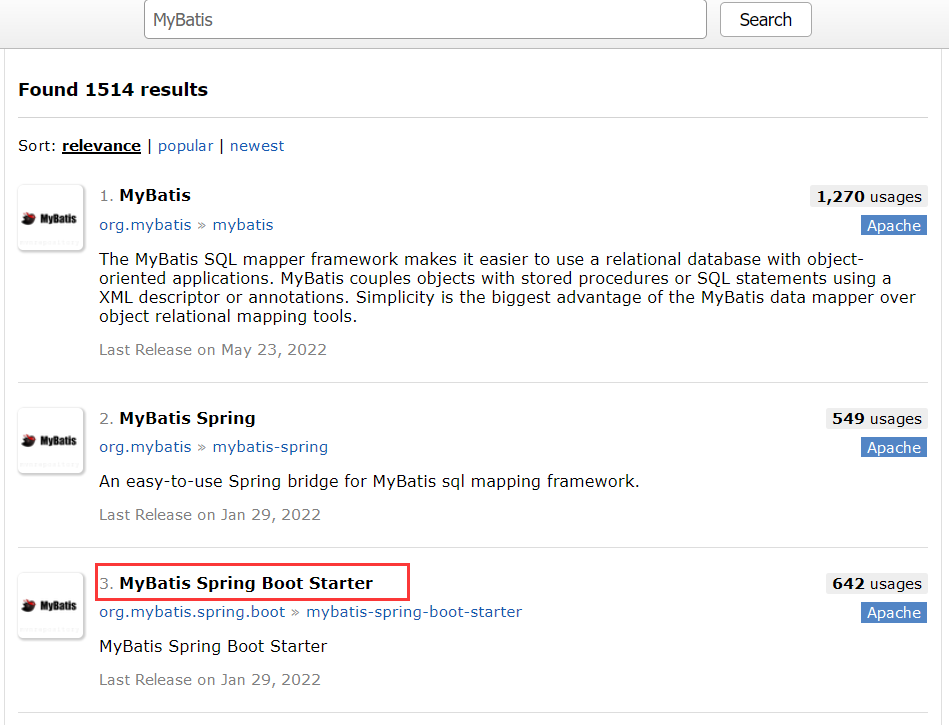 MyBatis
Search
Found 1514 results
Sort: relevance | popular | newest
MyBatis
1. MyBatis
1,270 usages
org.mybatis » mybatis
Apache
The MyBatis SQL mapper framework makes it easier to use a relational database with object-
oriented applications. MyBatis couples objects with stored procedures or SQL statements using a
XML descriptor or annotations. Simplicity is the biggest advantage of the MyBatis data mapper over
object relational mapping tools.
Last Release on May 23, 2022
MyBatis
2. MyBatis Spring
549 usages
org.mybatis » mybatis-spring
Apache
An easy-to-use Spring bridge for MyBatis sql mapping framework.
Last Release on Jan 29, 2022
MyBatis
3. MyBatis Spring Boot Starter
642 usages
org.mybatis.spring.boot » mybatis-spring-boot-starter
Apache
MyBatis Spring Boot Starter
Last Release on Jan 29, 2022